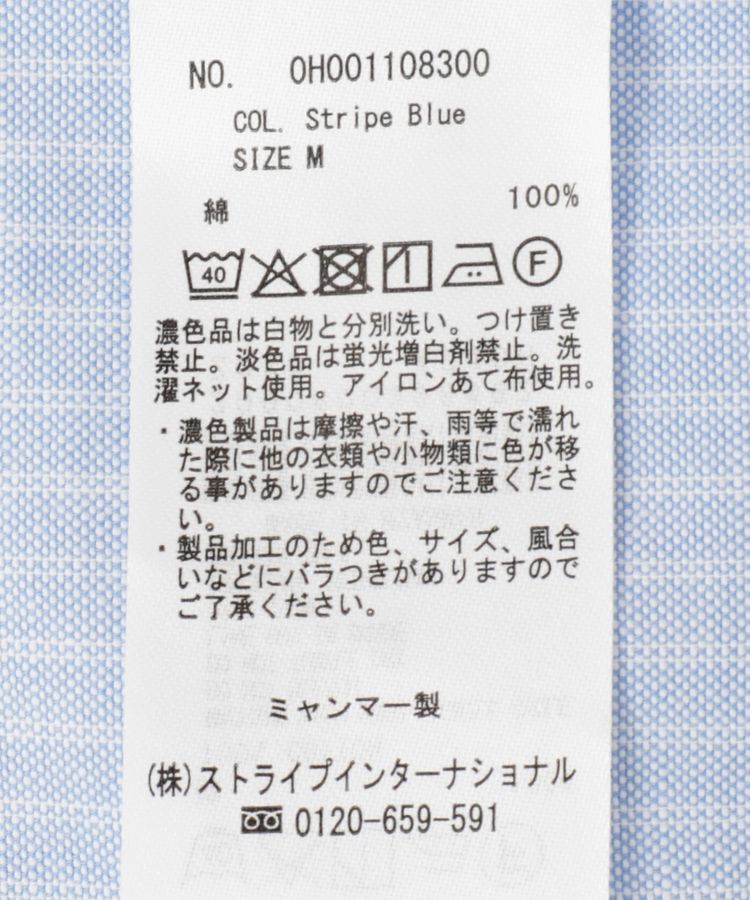 NO. 0H001108300
COL. Stripe Blue
SIZE M
綿 100%
40 F
濃色品は白物と分別洗い。つけ置き
禁止。淡色品は蛍光増白剤禁止。洗
濯ネット使用。アイロンあて布使用。
・濃色製品は摩擦や汗、雨等で濡れ
た際に他の衣類や小物類に色が移
る事がありますのでご注意くださ
い。
・製品加工のため色、サイズ、風合
いなどにバラつきがありますので
ご了承ください。
ミャンマー製
(株)ストライプインターナショナル
0120-659-591